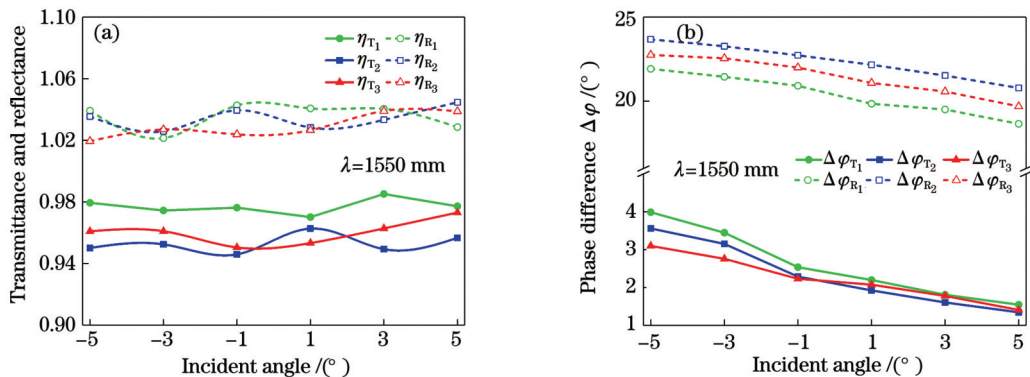 (a)
1.10
1.06
1.02
0.98
0.94
0.90
Transmittance and reflectance
η_T1 η_R1
η_T2 η_R2
η_T3 η_R3
λ=1550 mm
−5 −3 −1 1 3 5
Incident angle /(°)
(b)
25
20
4
3
2
1
Phase difference Δφ /(°)
λ=1550 mm
Δφ_T1 Δφ_T2 Δφ_T3
Δφ_R1 Δφ_R2 Δφ_R3
−5 −3 −1 1 3 5
Incident angle /(°)